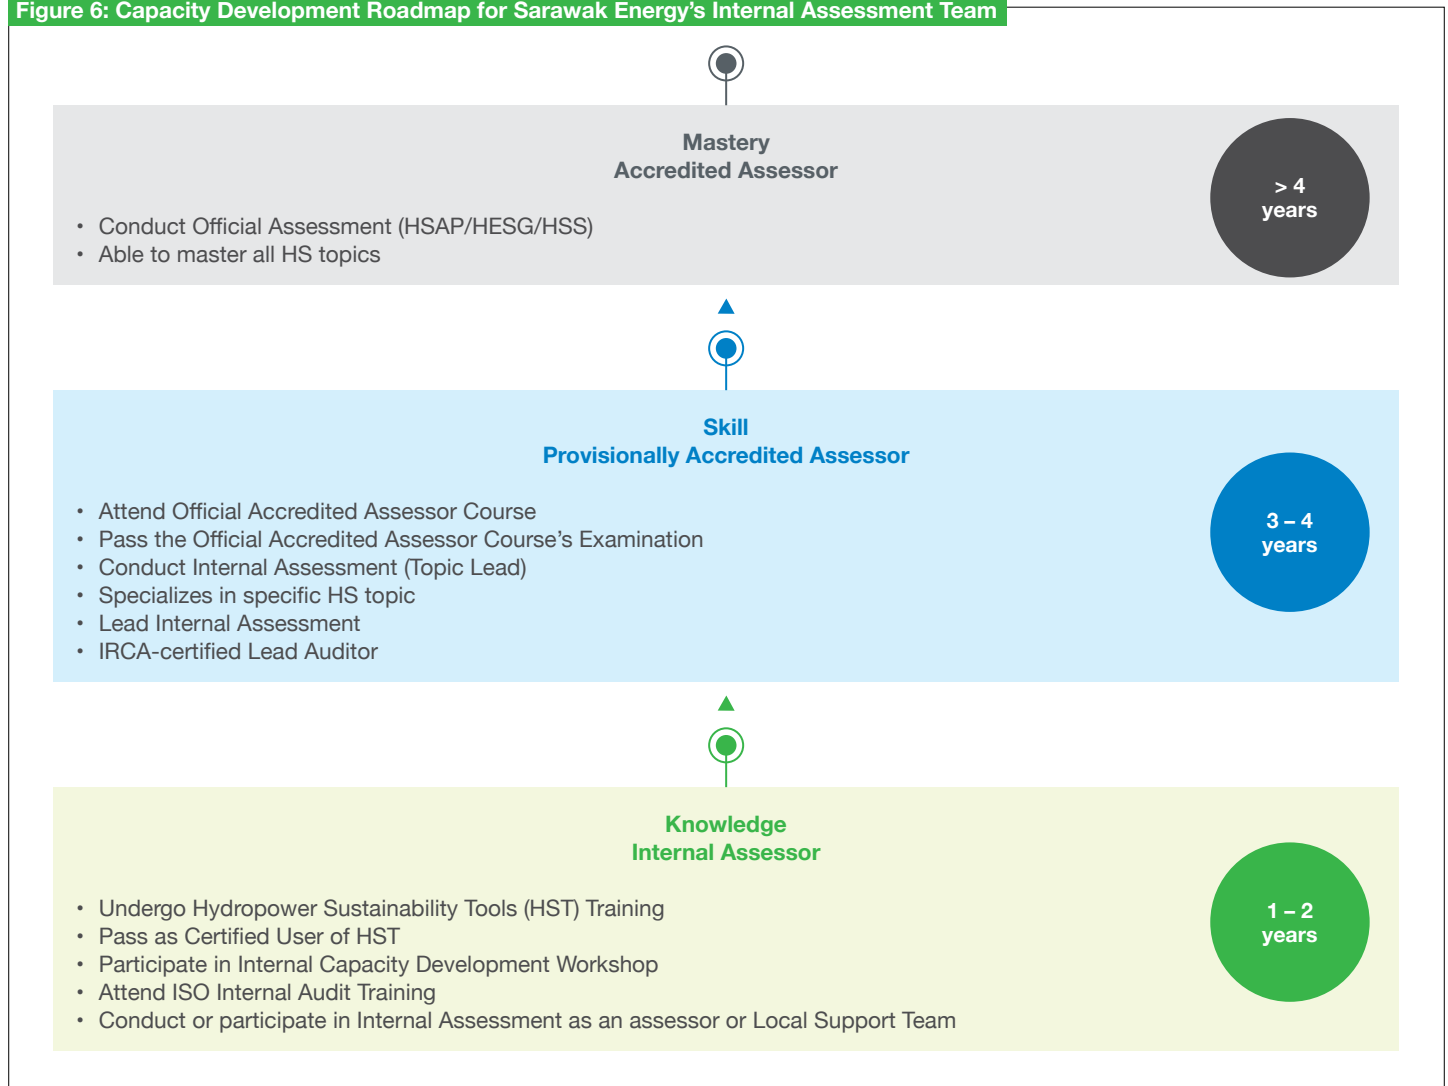 Figure 6: Capacity Development Roadmap for Sarawak Energy's Internal Assessment Team
Mastery
Accredited Assessor
• Conduct Official Assessment (HSAP/HESG/HSS)
• Able to master all HS topics
> 4
years
Skill
Provisionally Accredited Assessor
• Attend Official Accredited Assessor Course
• Pass the Official Accredited Assessor Course's Examination
• Conduct Internal Assessment (Topic Lead)
• Specializes in specific HS topic
• Lead Internal Assessment
• IRCA-certified Lead Auditor
3 – 4
years
Knowledge
Internal Assessor
• Undergo Hydropower Sustainability Tools (HST) Training
• Pass as Certified User of HST
• Participate in Internal Capacity Development Workshop
• Attend ISO Internal Audit Training
• Conduct or participate in Internal Assessment as an assessor or Local Support Team
1 – 2
years